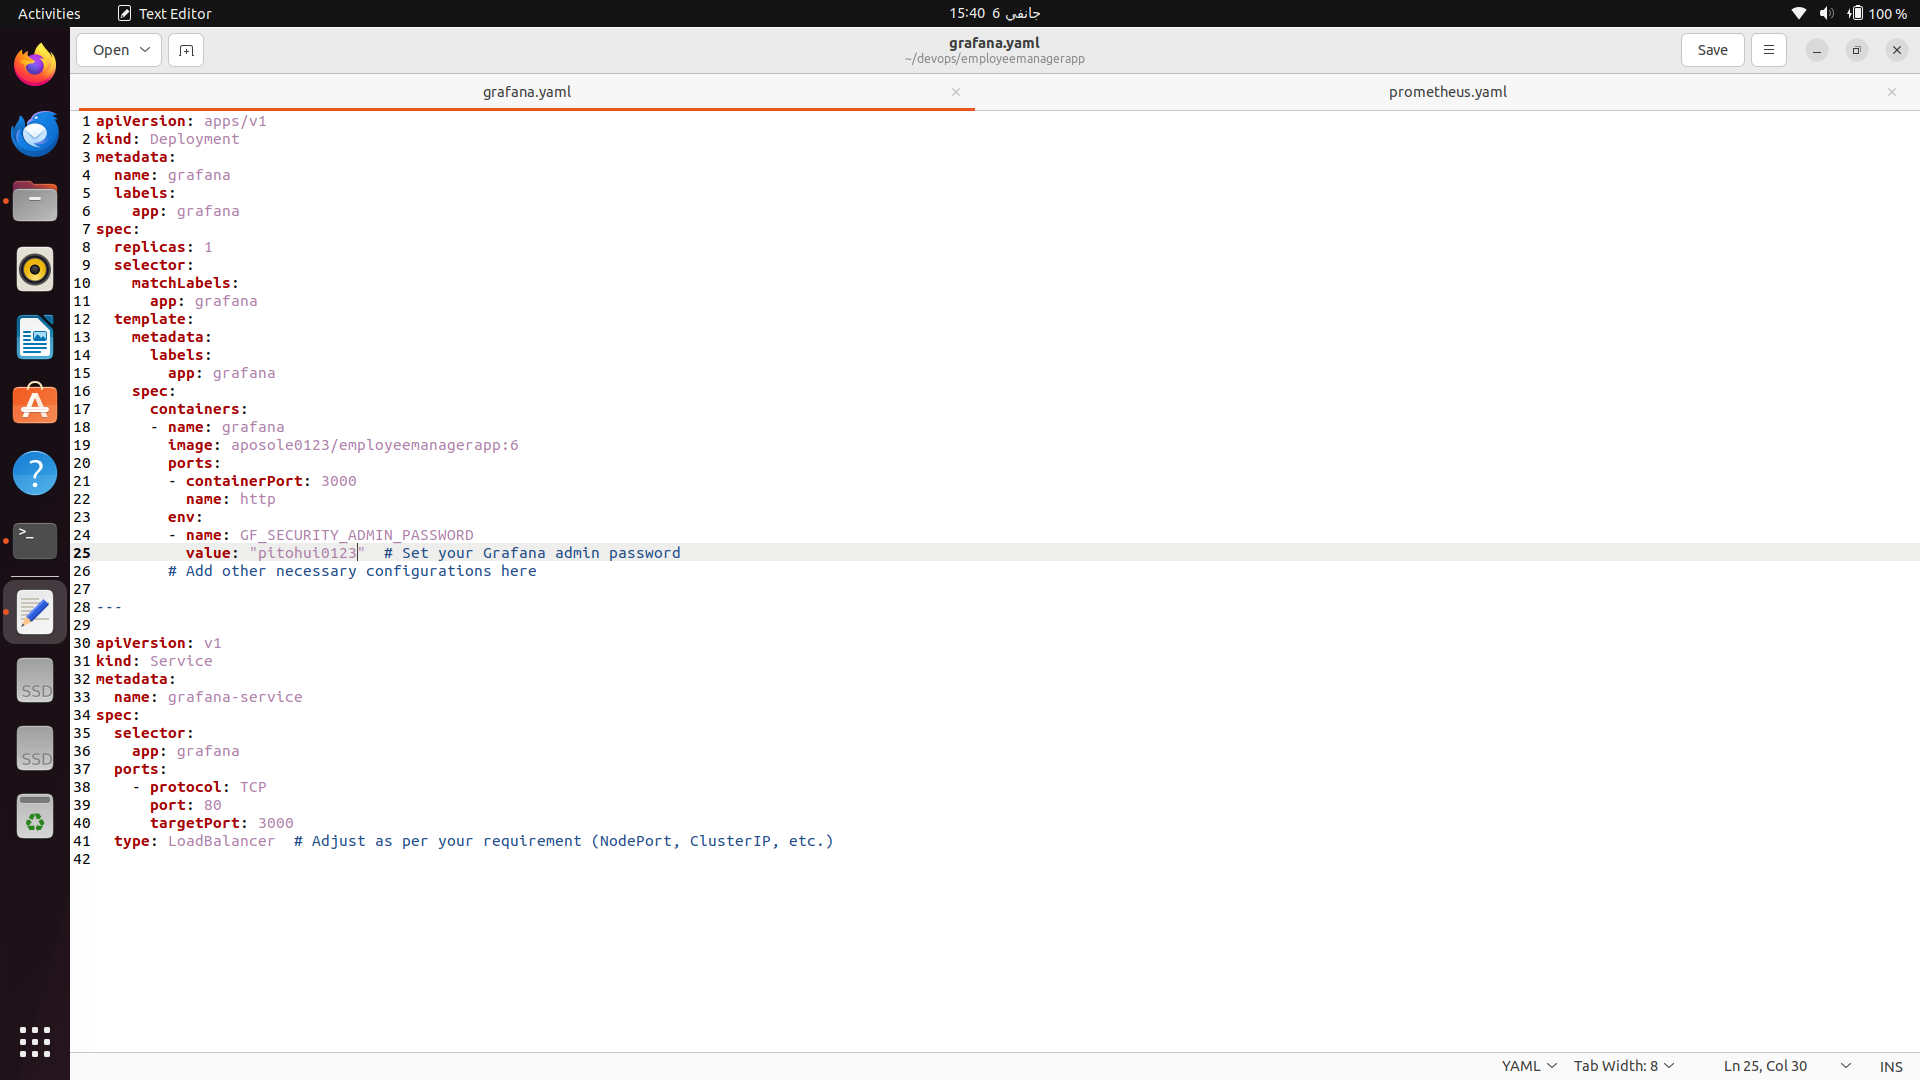 Activities
Text Editor
15:40 6 جانفي
100 %
Open
grafana.yaml
~/devops/employeemanagerapp
Save
grafana.yaml
prometheus.yaml
1 apiVersion: apps/v1
2 kind: Deployment
3 metadata:
4   name: grafana
5   labels:
6     app: grafana
7 spec:
8   replicas: 1
9   selector:
10     matchLabels:
11       app: grafana
12   template:
13     metadata:
14       labels:
15         app: grafana
16     spec:
17       containers:
18       - name: grafana
19         image: aposole0123/employeemanagerapp:6
20         ports:
21         - containerPort: 3000
22           name: http
23         env:
24         - name: GF_SECURITY_ADMIN_PASSWORD
25           value: "pitohui0123"  # Set your Grafana admin password
26         # Add other necessary configurations here
27
28 ---
29
30 apiVersion: v1
31 kind: Service
32 metadata:
33   name: grafana-service
34 spec:
35   selector:
36     app: grafana
37   ports:
38     - protocol: TCP
39       port: 80
40       targetPort: 3000
41   type: LoadBalancer  # Adjust as per your requirement (NodePort, ClusterIP, etc.)
42
SSD
SSD
YAML
Tab Width: 8
Ln 25, Col 30
INS